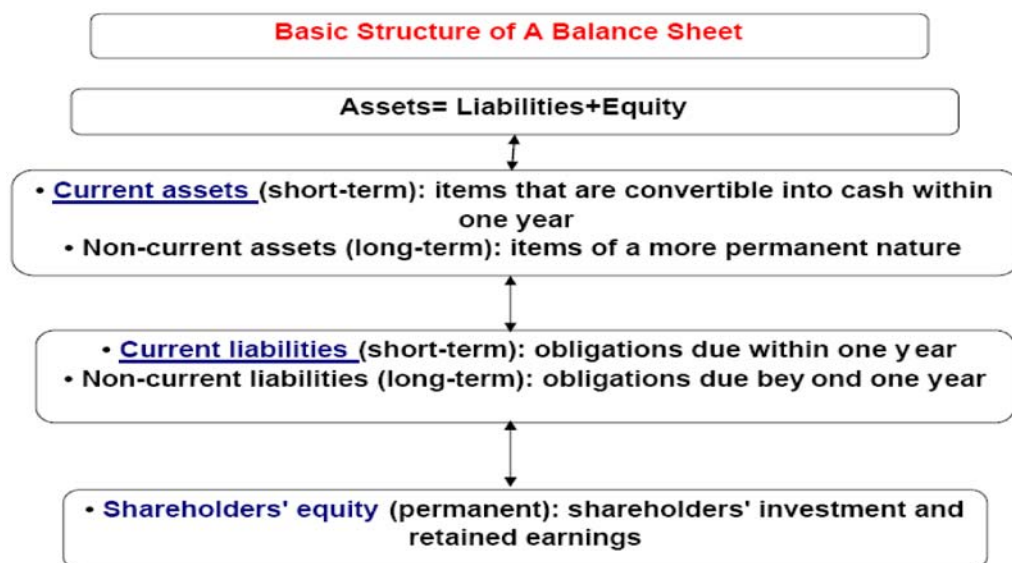 Basic Structure of A Balance Sheet
Assets= Liabilities+Equity
• Current assets (short-term): items that are convertible into cash within
one year
• Non-current assets (long-term): items of a more permanent nature
• Current liabilities (short-term): obligations due within one year
• Non-current liabilities (long-term): obligations due bey ond one year
• Shareholders' equity (permanent): shareholders' investment and
retained earnings